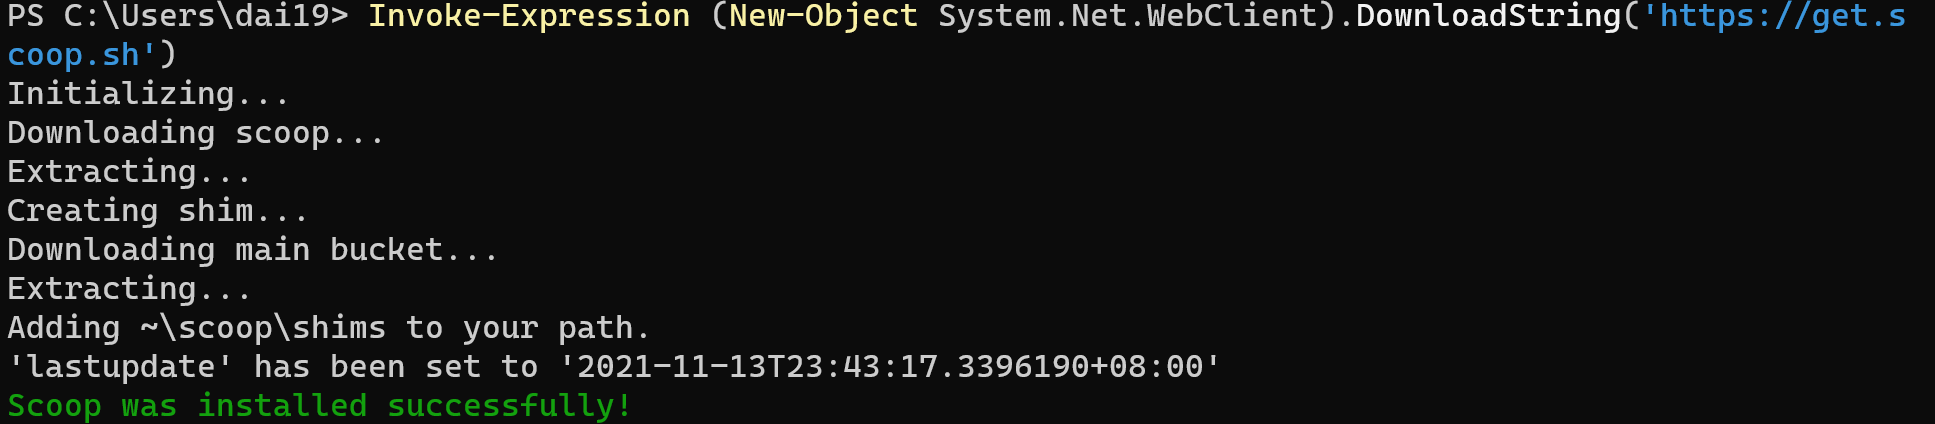 PS C:\Users\dai19> Invoke-Expression (New-Object System.Net.WebClient).DownloadString('https://get.s
coop.sh')
Initializing...
Downloading scoop...
Extracting...
Creating shim...
Downloading main bucket...
Extracting...
Adding ~\scoop\shims to your path.
'lastupdate' has been set to '2021-11-13T23:43:17.3396190+08:00'
Scoop was installed successfully!